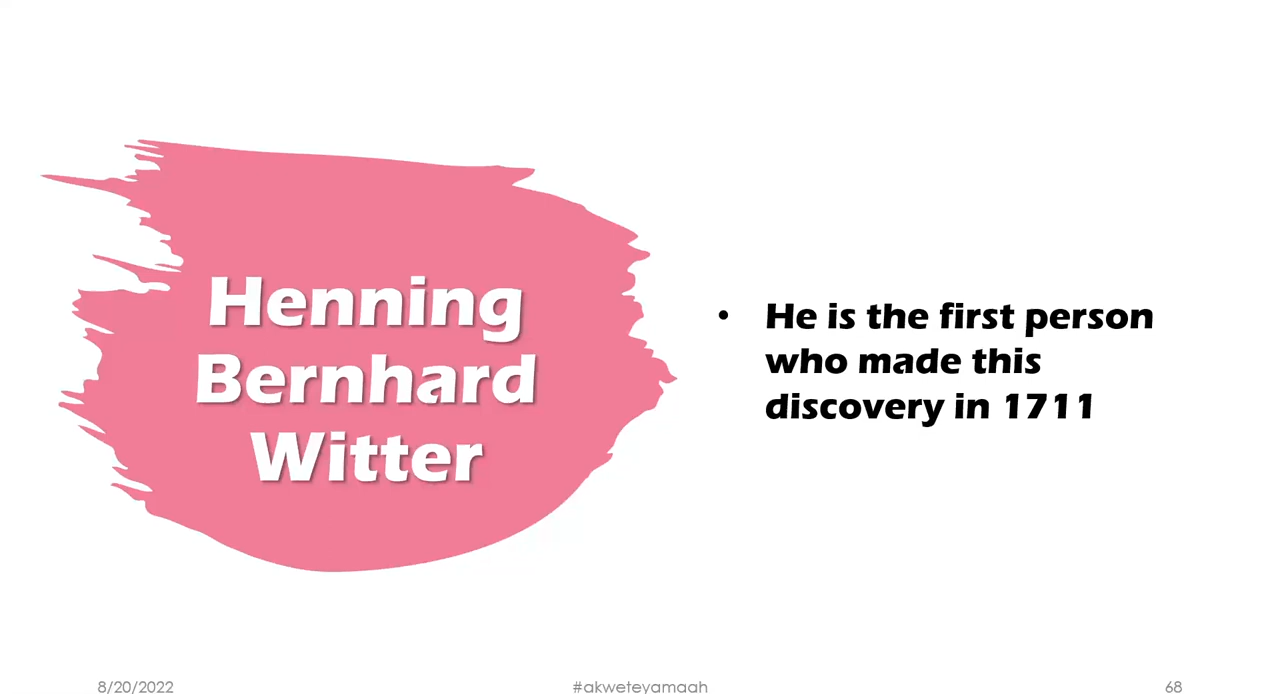 Henning
Bernhard
Witter
• He is the first person
who made this
discovery in 1711
8/20/2022
#akweteyamaah
68